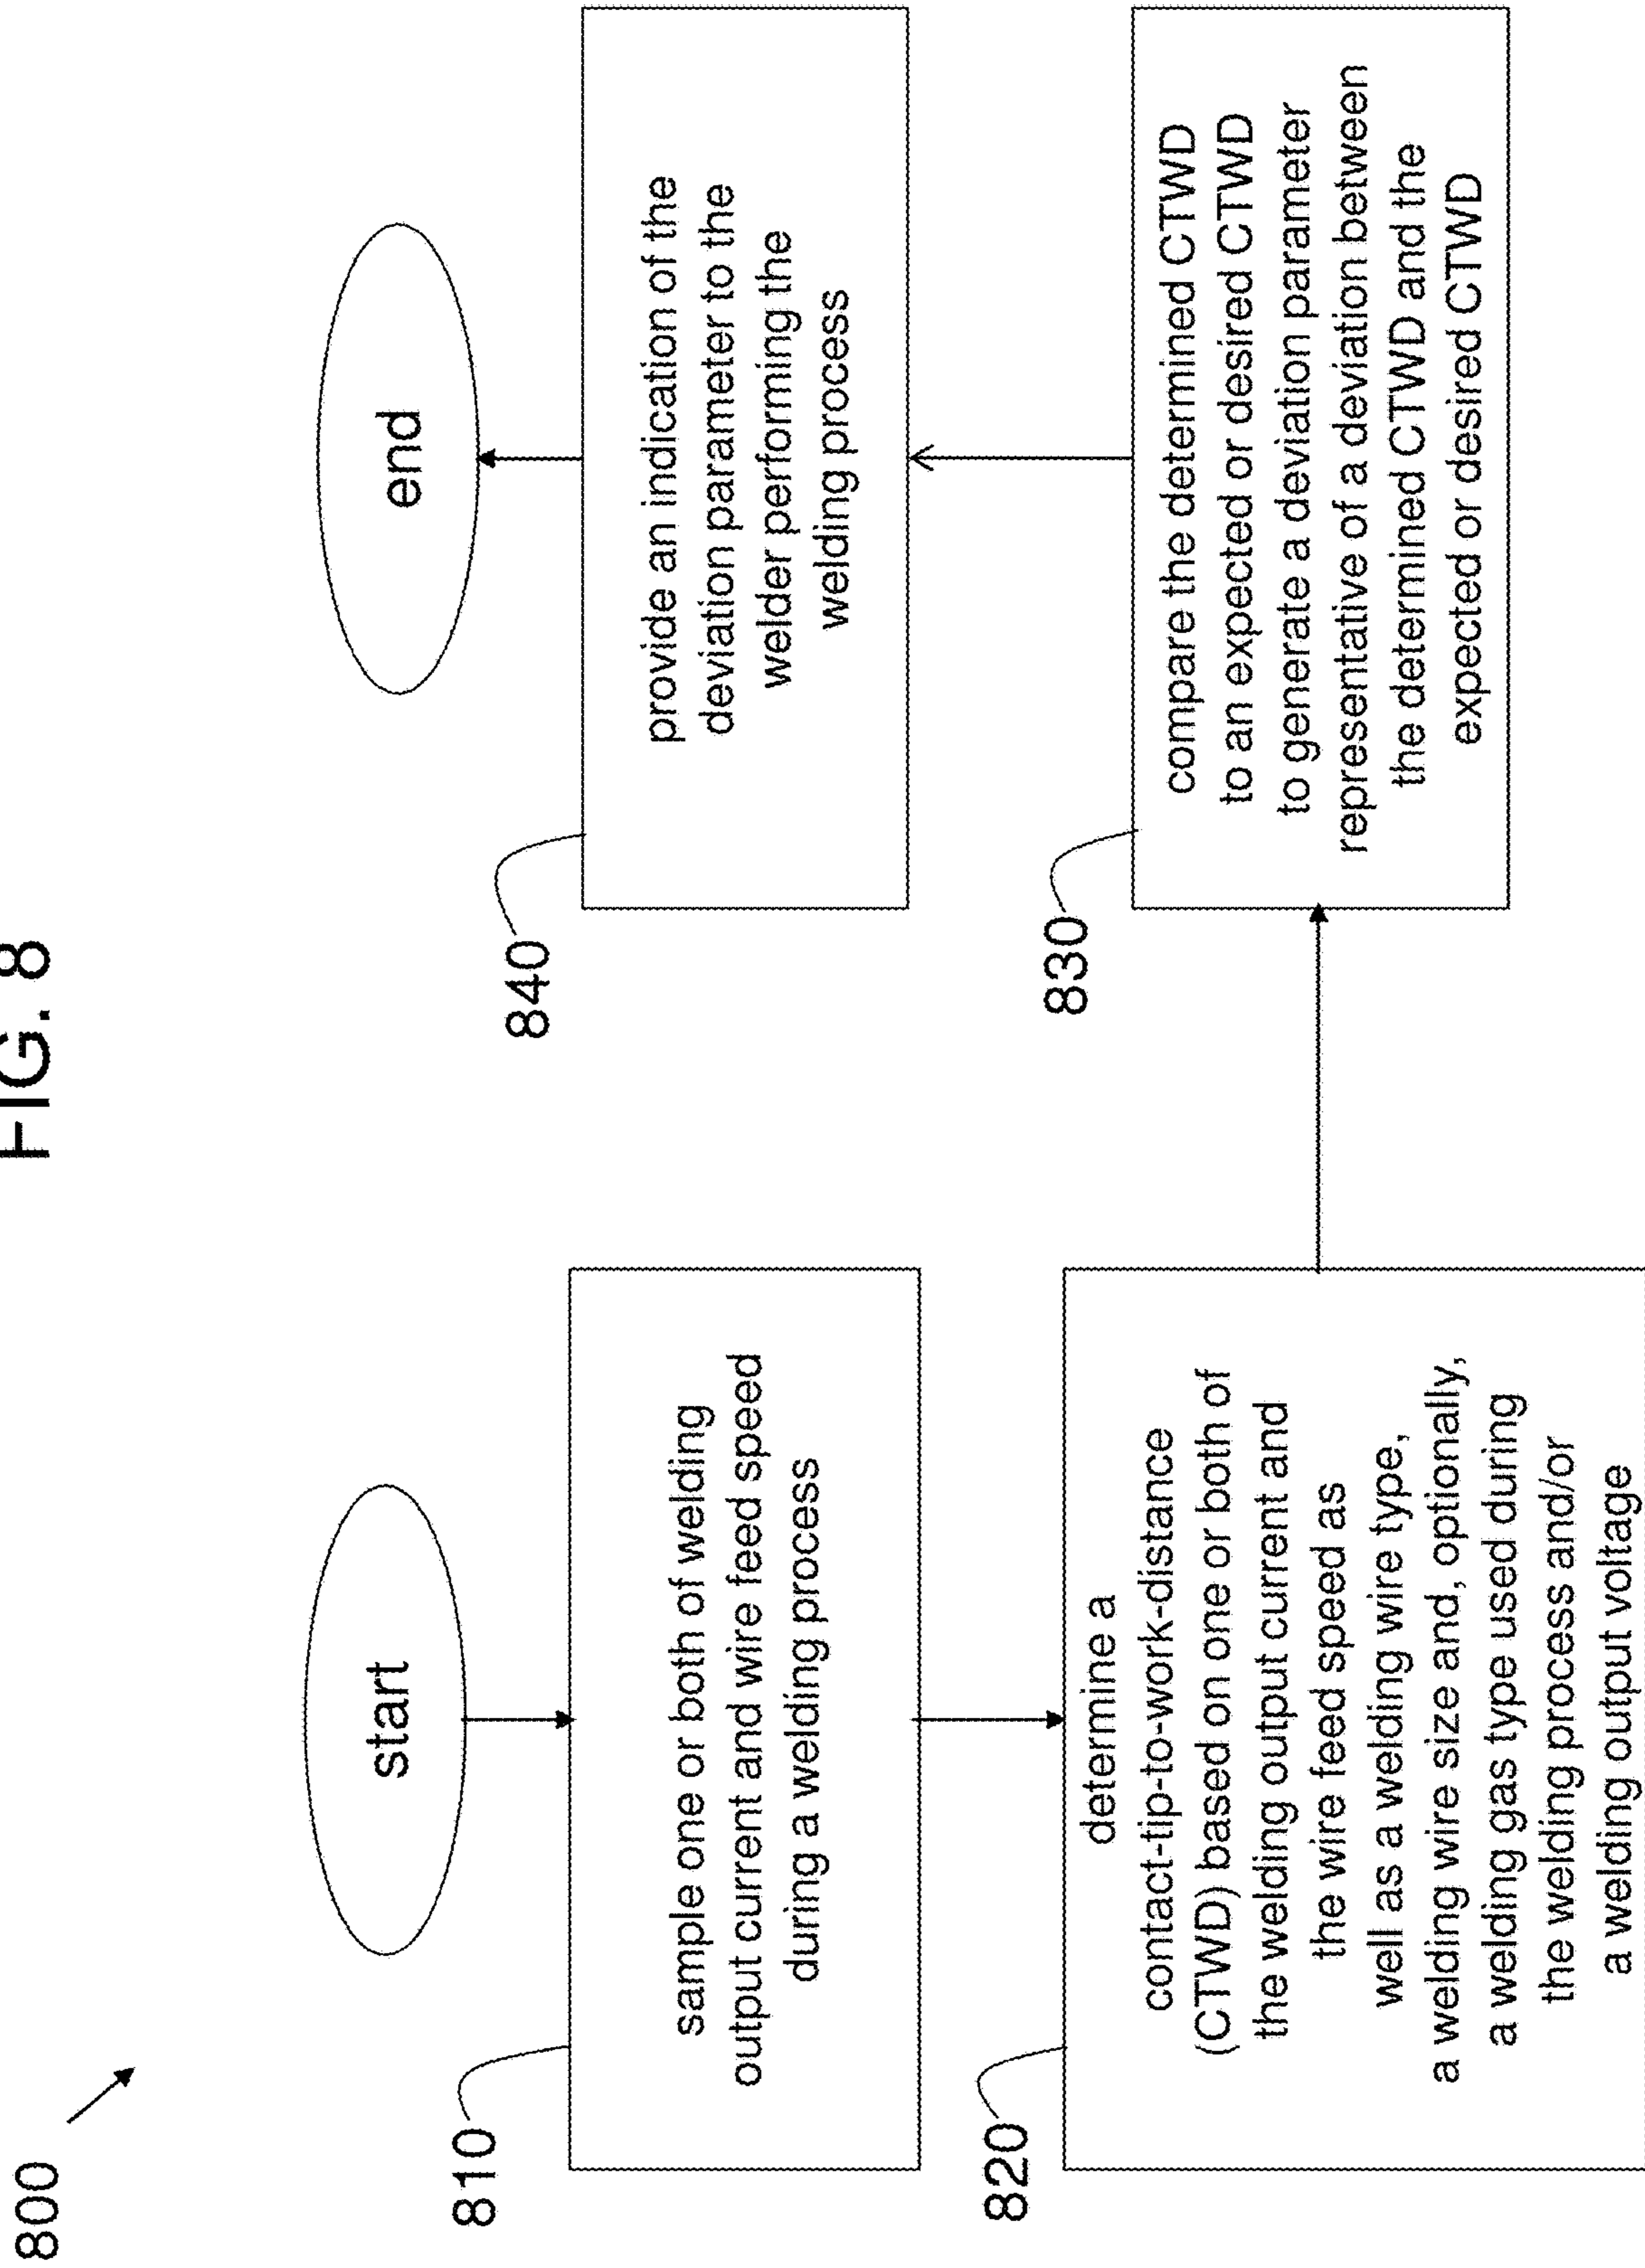 FIG. 8
800
start
810
sample one or both of welding
output current and wire feed speed
during a welding process
820
determine a
contact-tip-to-work-distance
(CTWD) based on one or both of
the welding output current and
the wire feed speed as
well as a welding wire type,
a welding wire size and, optionally,
a welding gas type used during
the welding process and/or
a welding output voltage
830
compare the determined CTWD
to an expected or desired CTWD
to generate a deviation parameter
representative of a deviation between
the determined CTWD and the
expected or desired CTWD
840
provide an indication of the
deviation parameter to the
welder performing the
welding process
end